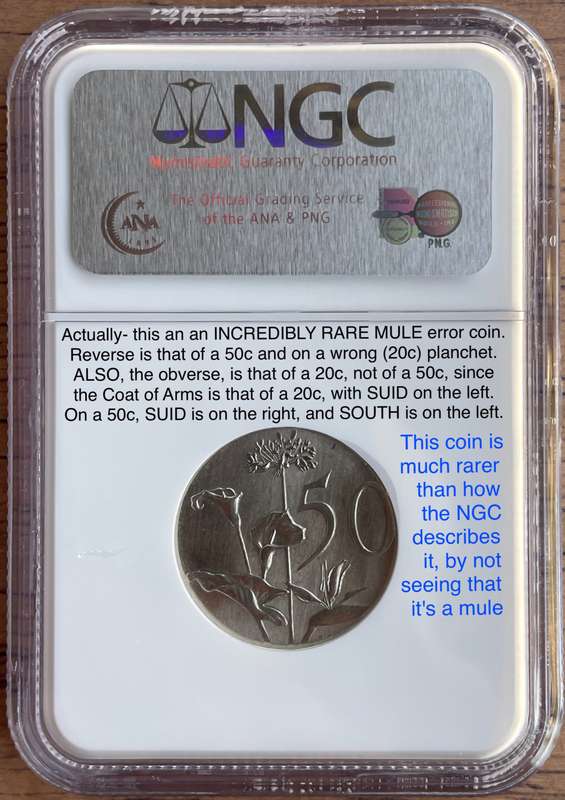 NGC
Numismatic Guaranty Corporation
The Official Grading Service
of the ANA & PNG
ANA
P.N.G.
Actually- this an an INCREDIBLY RARE MULE error coin.
Reverse is that of a 50c and on a wrong (20c) planchet.
ALSO, the obverse, is that of a 20c, not of a 50c, since
the Coat of Arms is that of a 20c, with SUID on the left.
On a 50c, SUID is on the right, and SOUTH is on the left.
This coin is
much rarer
than how
the NGC
describes
it, by not
seeing that
it's a mule
50